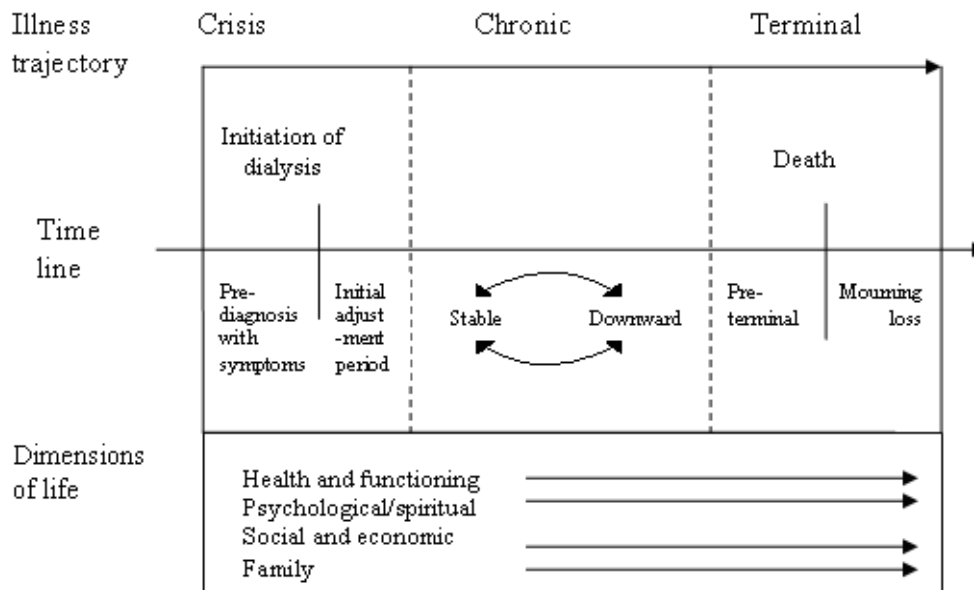 Illness
trajectory
Crisis
Chronic
Terminal
Initiation of
dialysis
Death
Time
line
Pre-
diagnosis
with
symptoms
Initial
adjust
-ment
period
Stable
Downward
Pre-
terminal
Mourning
loss
Dimensions
of life
Health and functioning
Psychological/spiritual
Social and economic
Family